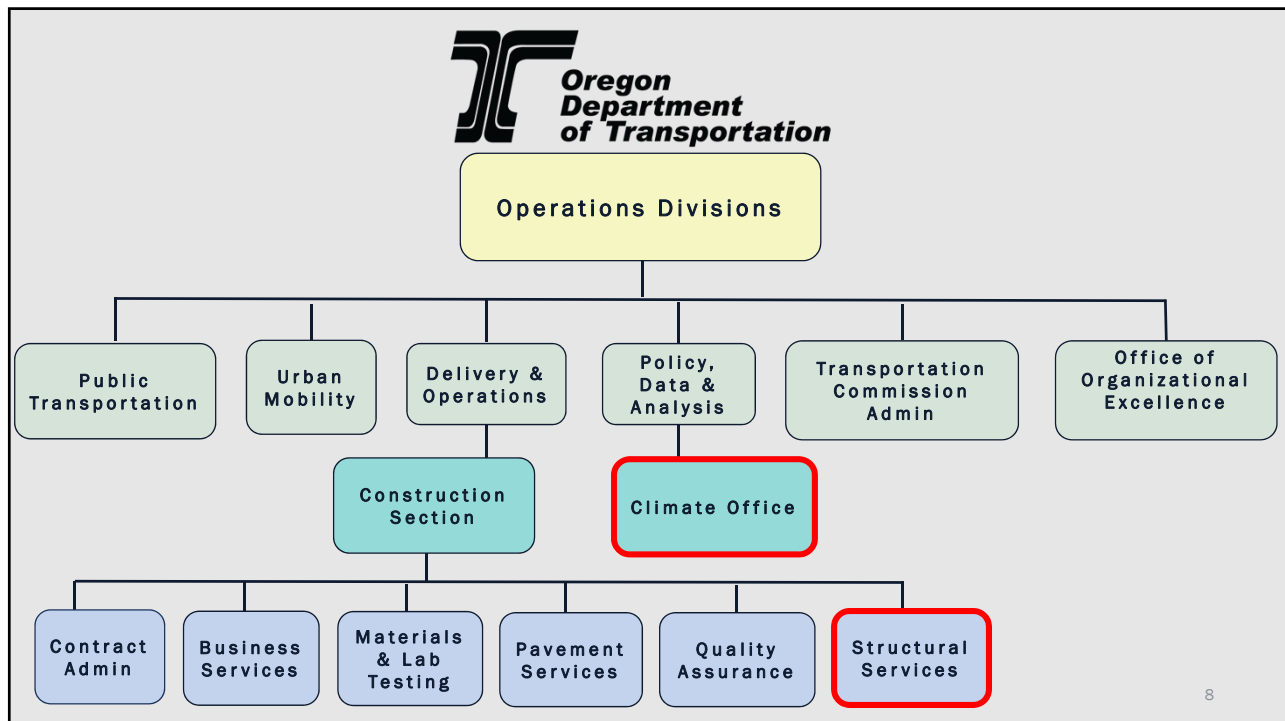 Oregon
Department
of Transportation
Operations Divisions
Public
Transportation
Urban
Mobility
Delivery &
Operations
Policy,
Data &
Analysis
Transportation
Commission
Admin
Office of
Organizational
Excellence
Construction
Section
Climate Office
Contract
Admin
Business
Services
Materials
& Lab
Testing
Pavement
Services
Quality
Assurance
Structural
Services
8